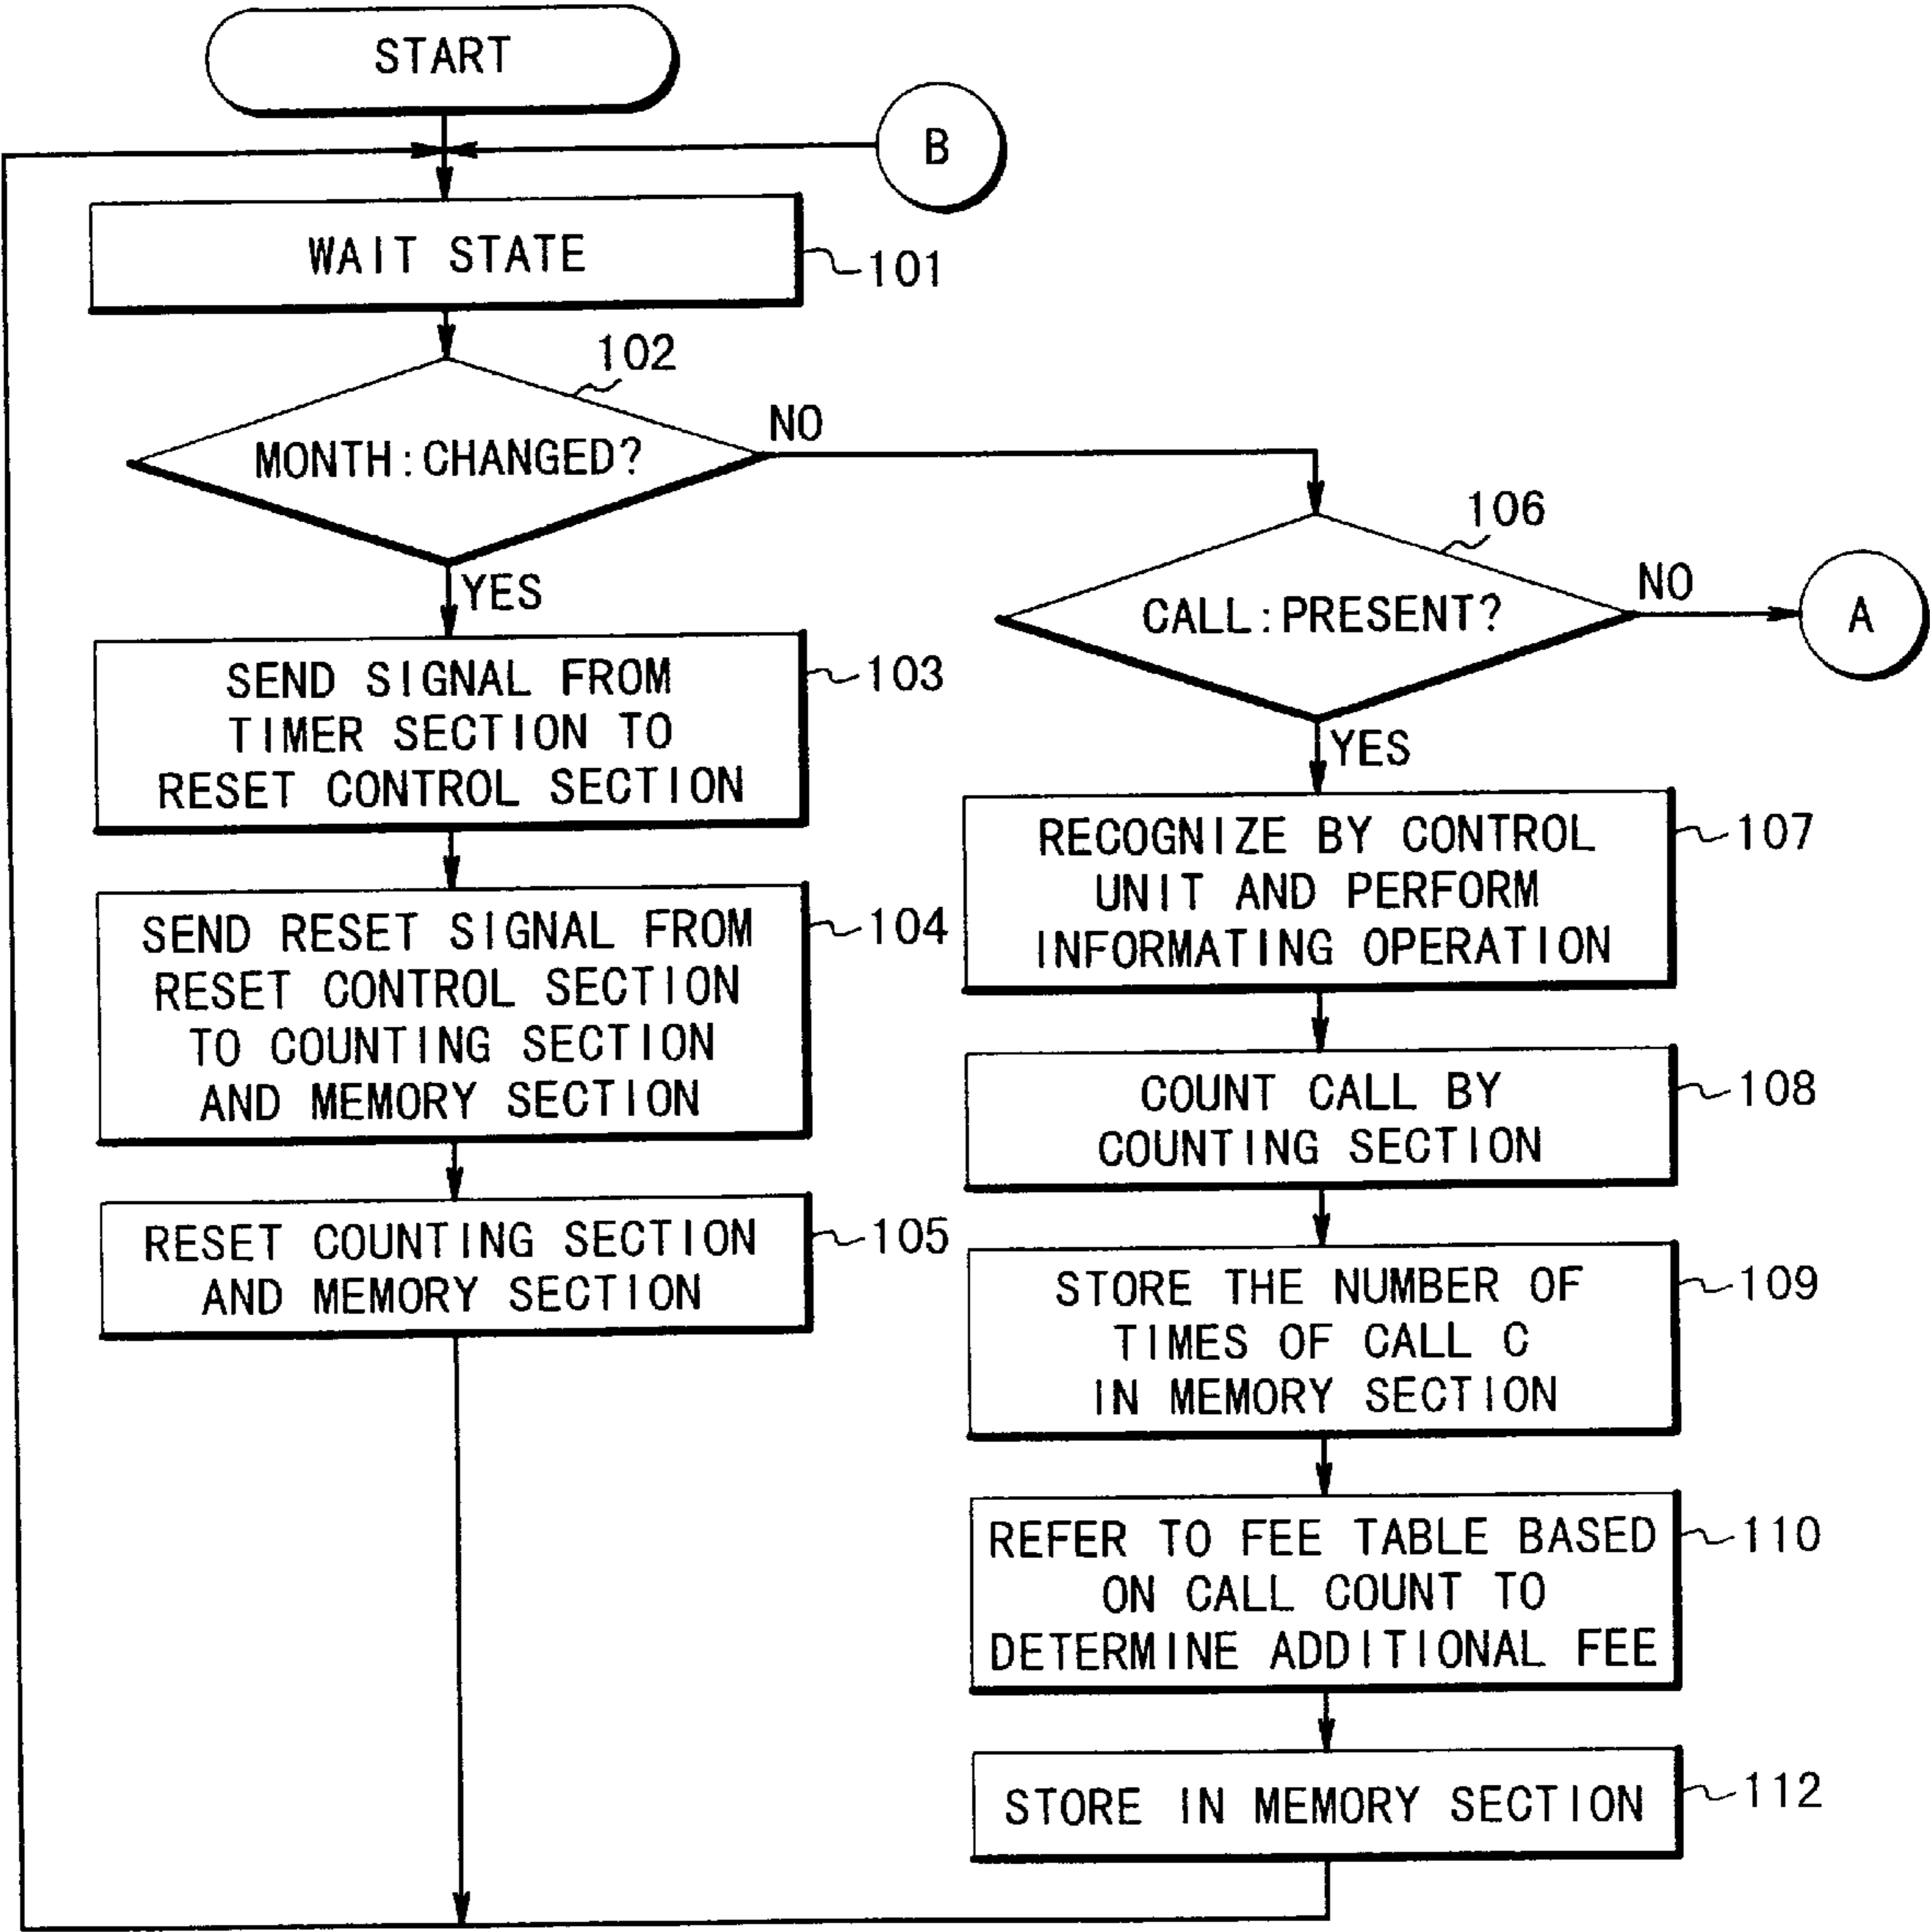 START
B
WAIT STATE
101
102
MONTH:CHANGED?
NO
YES
SEND SIGNAL FROM
TIMER SECTION TO
RESET CONTROL SECTION
103
SEND RESET SIGNAL FROM
RESET CONTROL SECTION
TO COUNTING SECTION
AND MEMORY SECTION
104
RESET COUNTING SECTION
AND MEMORY SECTION
105
106
CALL:PRESENT?
NO
A
YES
RECOGNIZE BY CONTROL
UNIT AND PERFORM
INFORMATING OPERATION
107
COUNT CALL BY
COUNTING SECTION
108
STORE THE NUMBER OF
TIMES OF CALL C
IN MEMORY SECTION
109
REFER TO FEE TABLE BASED
ON CALL COUNT TO
DETERMINE ADDITIONAL FEE
110
STORE IN MEMORY SECTION
112